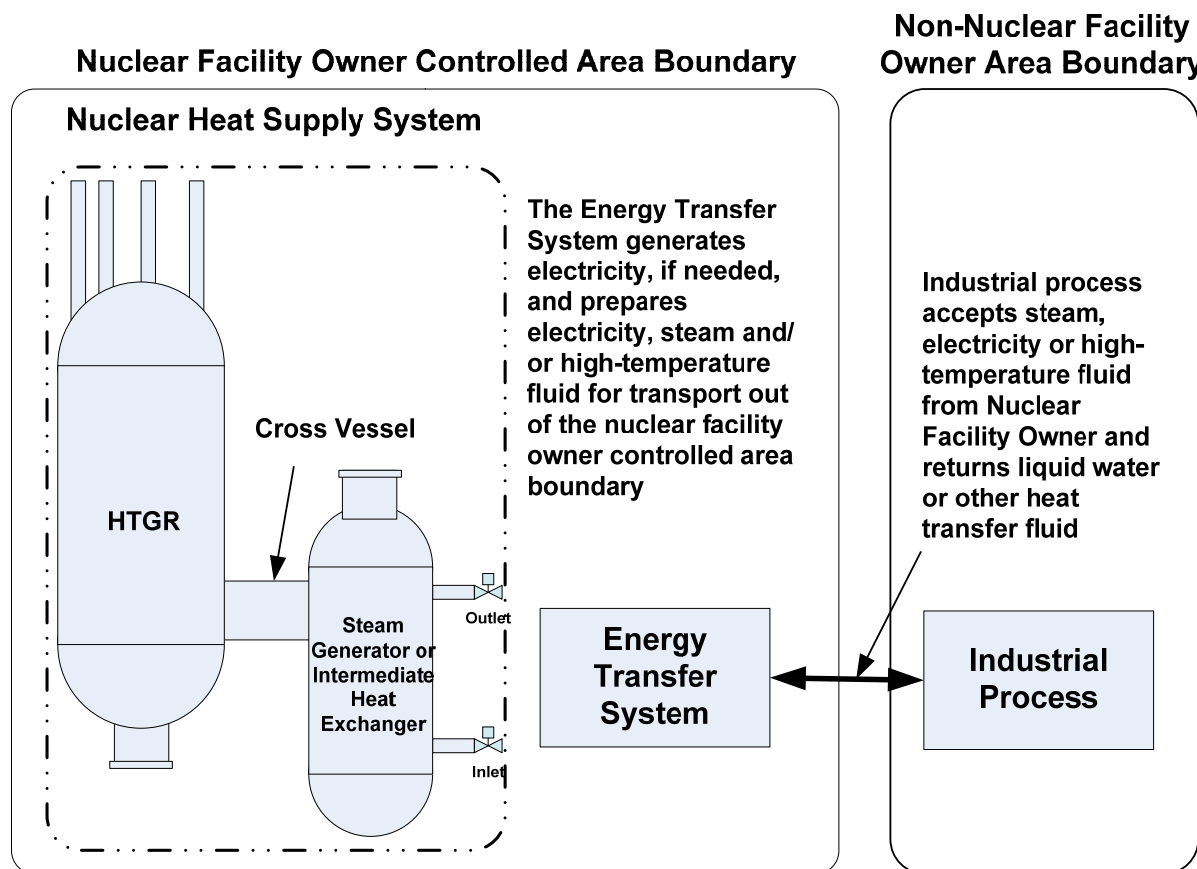 Nuclear Facility Owner Controlled Area Boundary
Non-Nuclear Facility
Owner Area Boundary
Nuclear Heat Supply System
The Energy Transfer
System generates
electricity, if needed,
and prepares
electricity, steam and/
or high-temperature
fluid for transport out
of the nuclear facility
owner controlled area
boundary
Industrial process
accepts steam,
electricity or high-
temperature fluid
from Nuclear
Facility Owner and
returns liquid water
or other heat
transfer fluid
Cross Vessel
HTGR
Steam
Generator or
Intermediate
Heat
Exchanger
Outlet
Inlet
Energy
Transfer
System
Industrial
Process